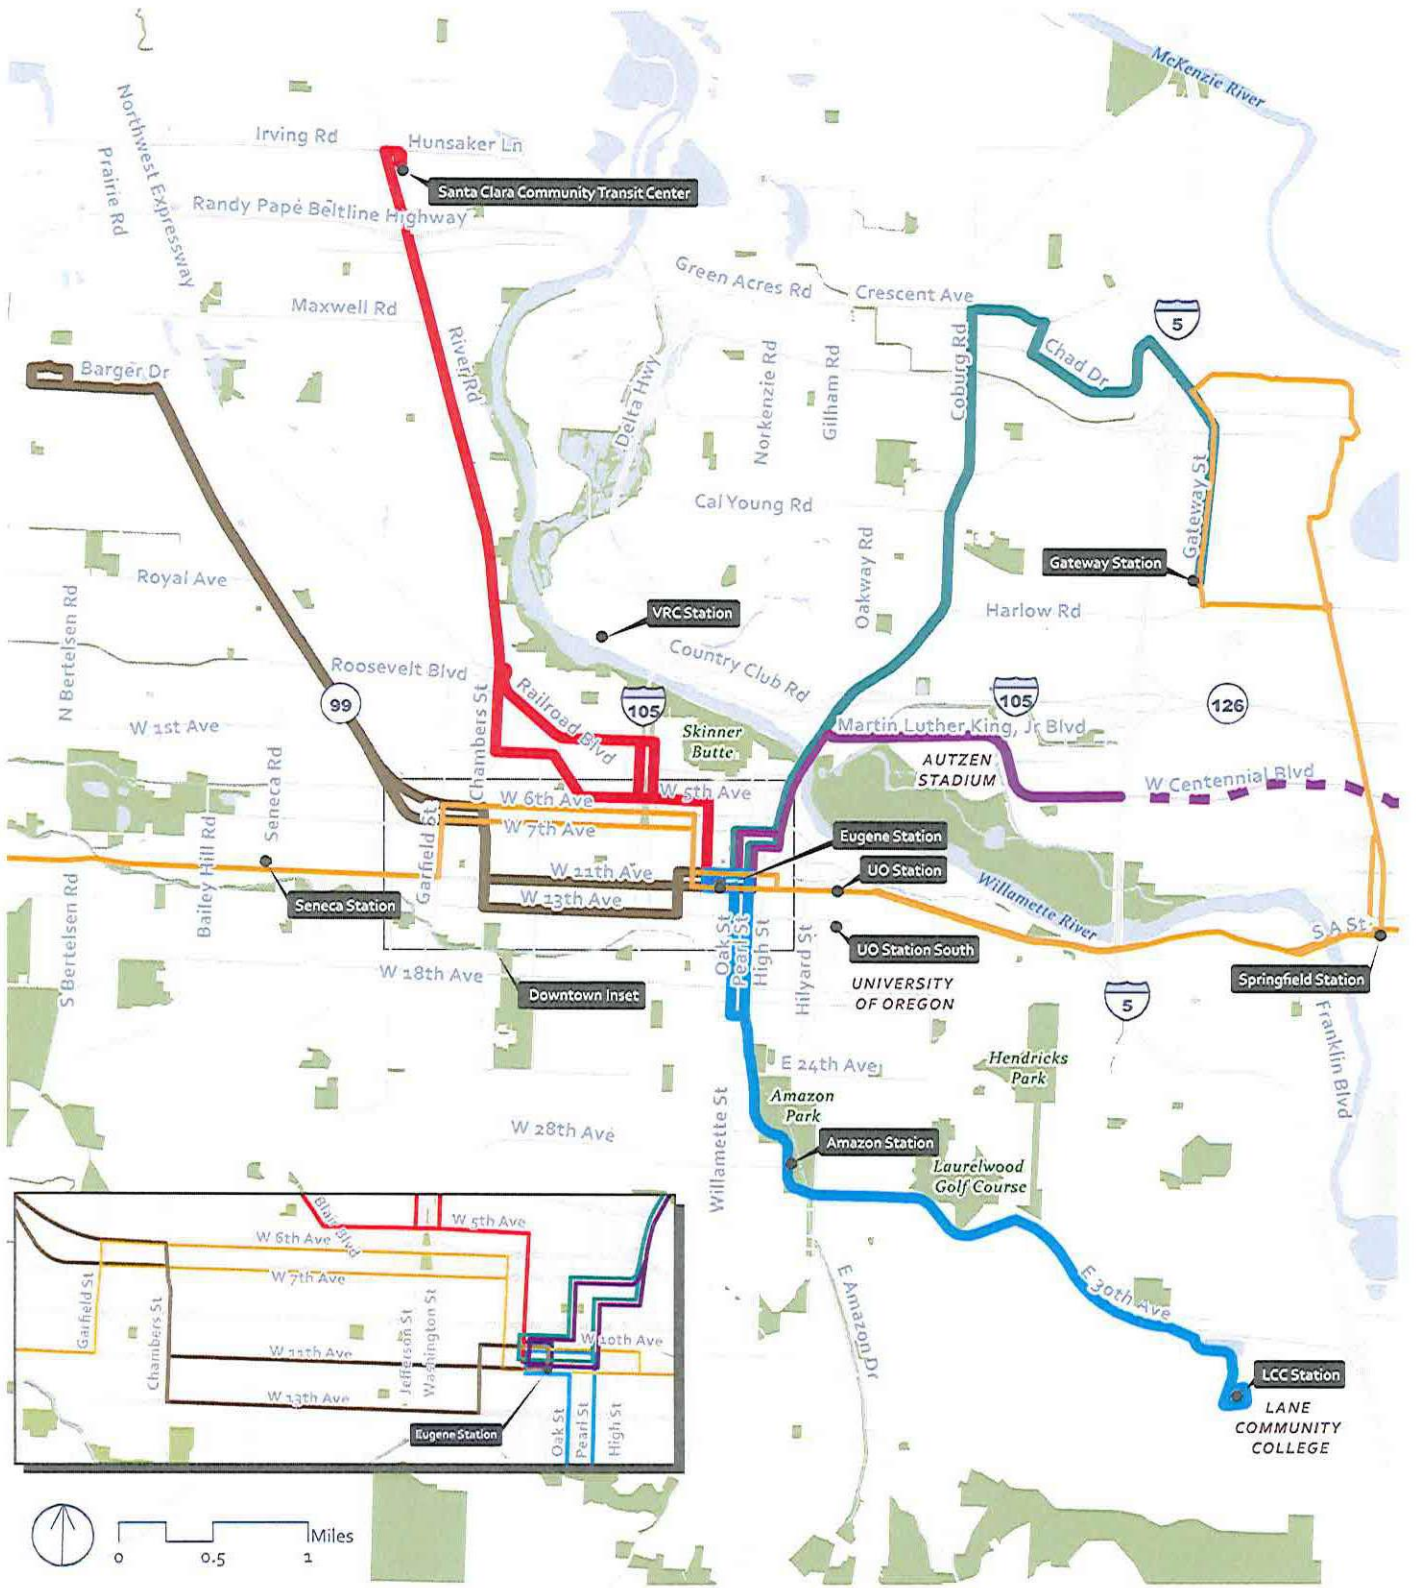 McKenzie River
Northwest Expressway
Prairie Rd
Irving Rd
Hunsaker Ln
Santa Clara Community Transit Center
Randy Papé Beltline Highway
Green Acres Rd
Crescent Ave
Maxwell Rd
5
River Rd
Delta Hwy
Norkenzie Rd
Gilham Rd
Coburg Rd
Chad Dr
Barger Dr
Cal Young Rd
Gateway St
Oakway Rd
Gateway Station
Royal Ave
N Bertelsen Rd
VRC Station
Harlow Rd
Country Club Rd
Roosevelt Blvd
Railroad Blvd
99
105
105
126
Chambers St
W 1st Ave
Skinner
Butte
Martin Luther King, Jr Blvd
AUTZEN
STADIUM
Seneca Rd
W Centennial Blvd
W 5th Ave
W 6th Ave
W 7th Ave
Garfield St
Eugene Station
Bailey Hill Rd
W 11th Ave
UO Station
S Bertelsen Rd
Seneca Station
W 13th Ave
Willamette River
Oak St
Pearl St
High St
Hilyard St
S A St
UO Station South
W 18th Ave
Downtown Inset
UNIVERSITY
OF OREGON
Springfield Station
5
Franklin Blvd
E 24th Ave
Hendricks
Park
Amazon
Park
Willamette St
W 28th Ave
Amazon Station
Laurelwood
Golf Course
Blair Blvd
W 5th Ave
W 6th Ave
W 7th Ave
Garfield St
Chambers St
W 11th Ave
Jefferson St
Washington St
W 10th Ave
W 13th Ave
Eugene Station
Oak St
Pearl St
High St
E Amazon Dr
E 30th Ave
LCC Station
LANE
COMMUNITY
COLLEGE
Miles
0 0.5 1